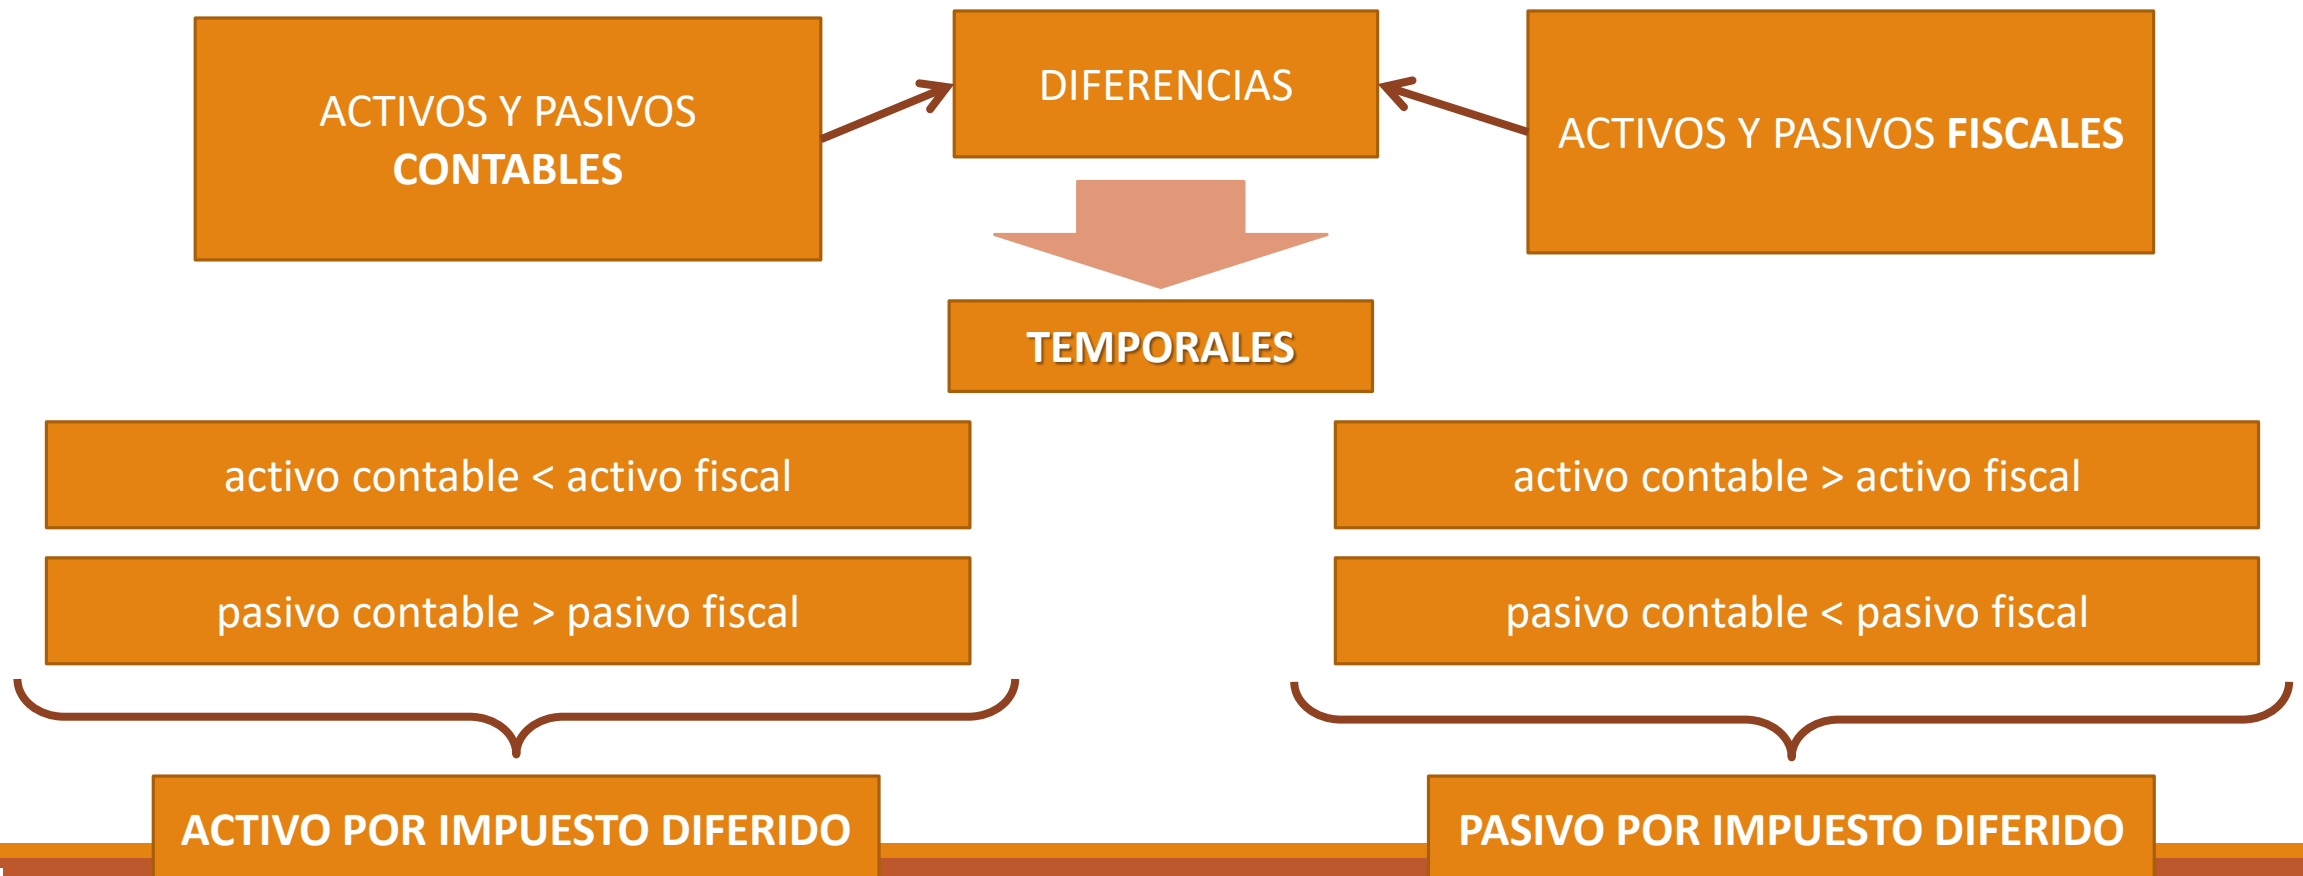 ACTIVOS Y PASIVOS
CONTABLES
DIFERENCIAS
ACTIVOS Y PASIVOS FISCALES
TEMPORALES
activo contable < activo fiscal
pasivo contable > pasivo fiscal
activo contable > activo fiscal
pasivo contable < pasivo fiscal
ACTIVO POR IMPUESTO DIFERIDO
PASIVO POR IMPUESTO DIFERIDO